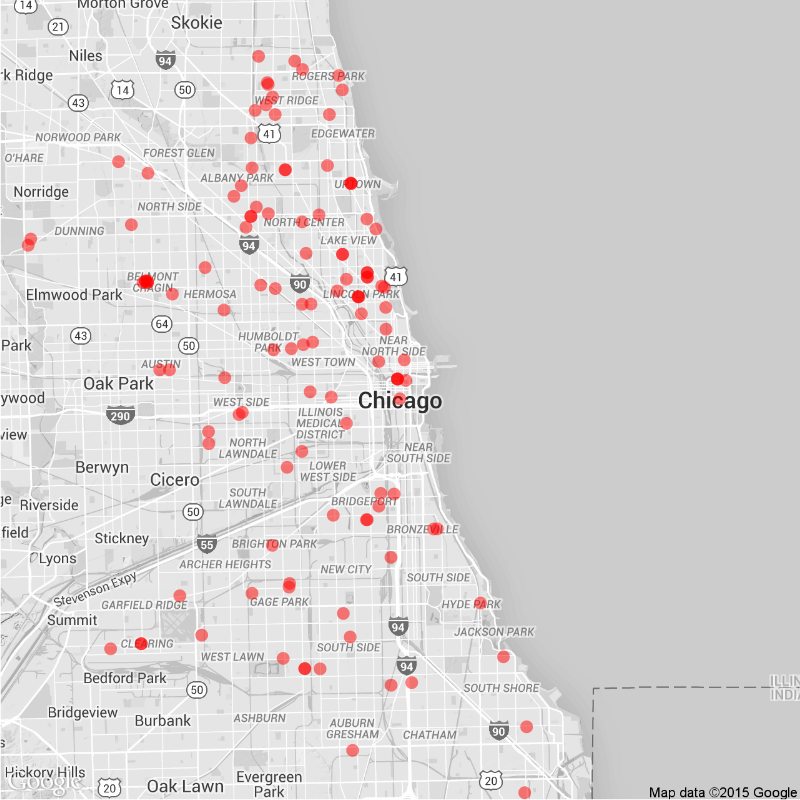 Morton Grove
14
21
Skokie
Niles
94
rk Ridge
ROGERS PARK
14
50
43
WEST RIDGE
41
EDGEWATER
NORWOOD PARK
O'HARE
FOREST GLEN
ALBANY PARK
UPTOWN
Norridge
NORTH SIDE
NORTH CENTER
DUNNING
LAKE VIEW
94
41
BELMONT
CRAGIN
90
Elmwood Park
HERMOSA
LINCOLN PARK
64
43
50
HUMBOLDT
PARK
NEAR
NORTH SIDE
Park
AUSTIN
WEST TOWN
Oak Park
ywood
WEST SIDE
Chicago
290
ILLINOIS
MEDICAL
DISTRICT
view
NORTH
LAWNDALE
NEAR
SOUTH SIDE
Berwyn
LOWER
WEST SIDE
Cicero
SOUTH
LAWNDALE
BRIDGEPORT
ge
Riverside
50
field
BRONZEVILLE
Stickney
55
BRIGHTON PARK
Lyons
ARCHER HEIGHTS
NEW CITY
Stevenson Expy
SOUTH SIDE
GARFIELD RIDGE
GAGE PARK
HYDE PARK
Summit
94
JACKSON PARK
CLEARING
SOUTH SIDE
WEST LAWN
94
Bedford Park
ILLIN
INDIA
50
SOUTH SHORE
Bridgeview
Burbank
ASHBURN
AUBURN
GRESHAM
CHATHAM
90
Hickory Hills
Google
20
Oak Lawn
Evergreen
Park
20
Map data ©2015 Google